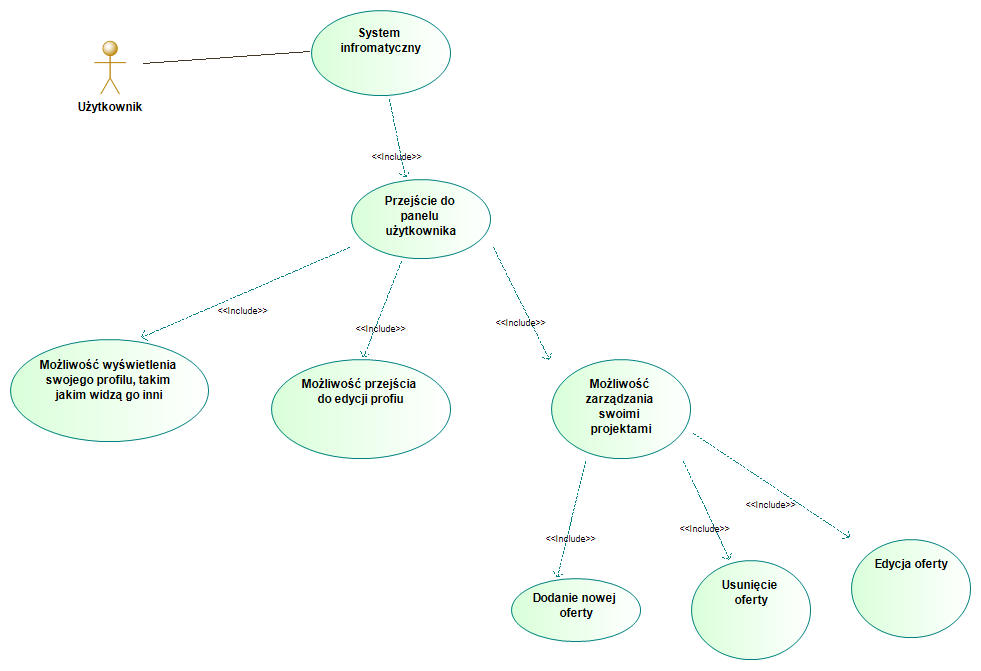 System
infromatyczny
Użytkownik
<<Include>>
Przejście do
panelu
użytkownika
<<Include>>
<<Include>>
<<Include>>
Możliwość wyświetlenia
swojego profilu, takim
jakim widzą go inni
Możliwość przejścia
do edycji profiu
Możliwość
zarządzania
swoimi
projektami
<<Include>>
<<Include>>
<<Include>>
Dodanie nowej
oferty
Usunięcie
oferty
Edycja oferty